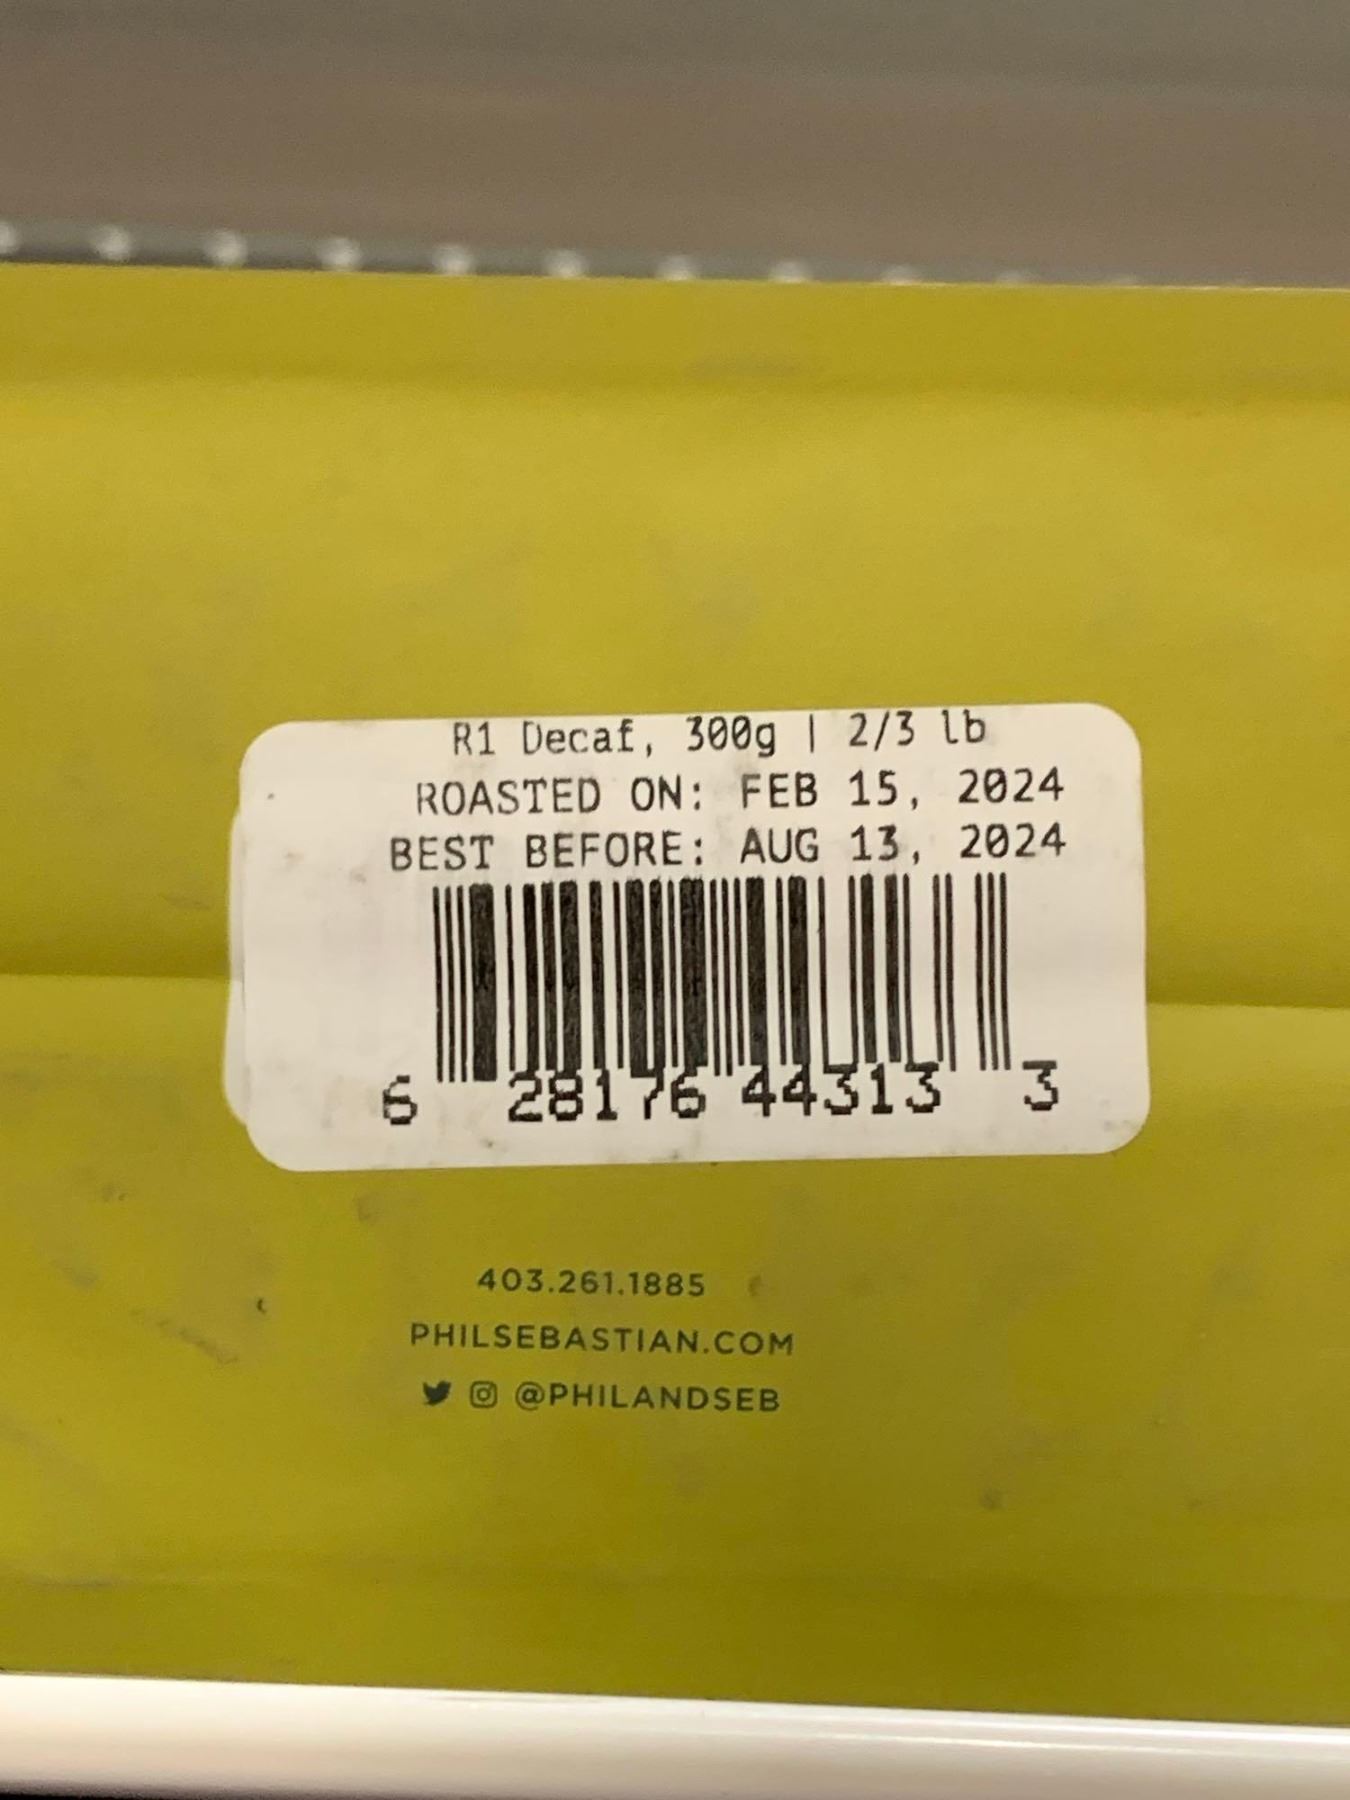 R1 Decaf, 300g | 2/3 lb
ROASTED ON: FEB 15, 2024
BEST BEFORE: AUG 13, 2024
6 28176 44313 3
403.261.1885
PHILSEBASTIAN.COM
@PHILANDSEB